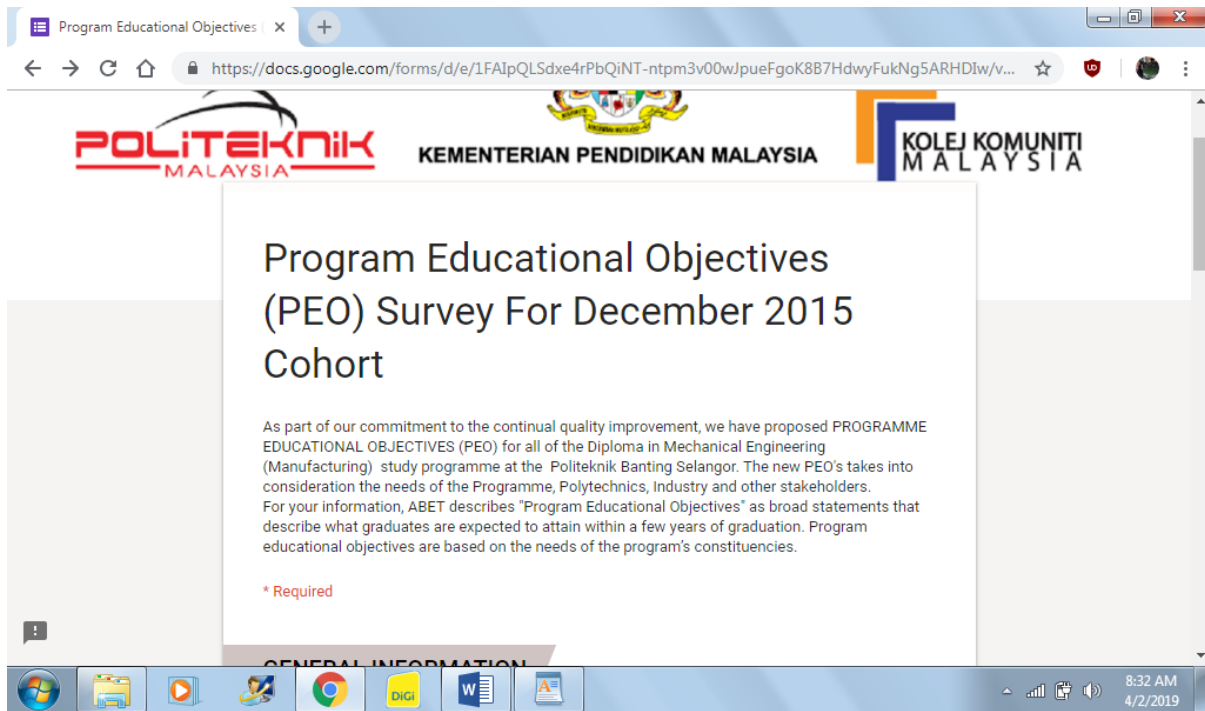 Program Educational Objectives (
https://docs.google.com/forms/d/e/1FAIpQLSdxe4rPbQiNT-ntpm3v00wJpueFgoK8B7HdwyFukNg5ARHDIw/v...
POLITEKNIK
MALAYSIA
KEMENTERIAN PENDIDIKAN MALAYSIA
KOLEJ KOMUNITI
MALAYSIA
Program Educational Objectives
(PEO) Survey For December 2015
Cohort
As part of our commitment to the continual quality improvement, we have proposed PROGRAMME
EDUCATIONAL OBJECTIVES (PEO) for all of the Diploma in Mechanical Engineering
(Manufacturing) study programme at the Politeknik Banting Selangor. The new PEO's takes into
consideration the needs of the Programme, Polytechnics, Industry and other stakeholders.
For your information, ABET describes "Program Educational Objectives" as broad statements that
describe what graduates are expected to attain within a few years of graduation. Program
educational objectives are based on the needs of the program's constituencies.
* Required
GENERAL INFORMATION
DiGi
8:32 AM
4/2/2019